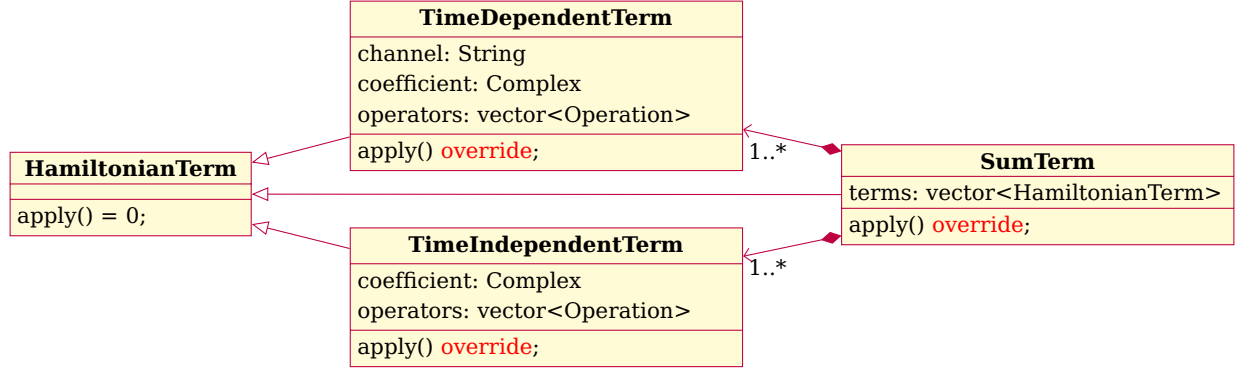 TimeDependentTerm
channel: String
coefficient: Complex
operators: vector<Operation>
apply() override;
HamiltonianTerm
apply() = 0;
1..*
SumTerm
terms: vector<HamiltonianTerm>
apply() override;
TimeIndependentTerm
coefficient: Complex
operators: vector<Operation>
apply() override;
1..*